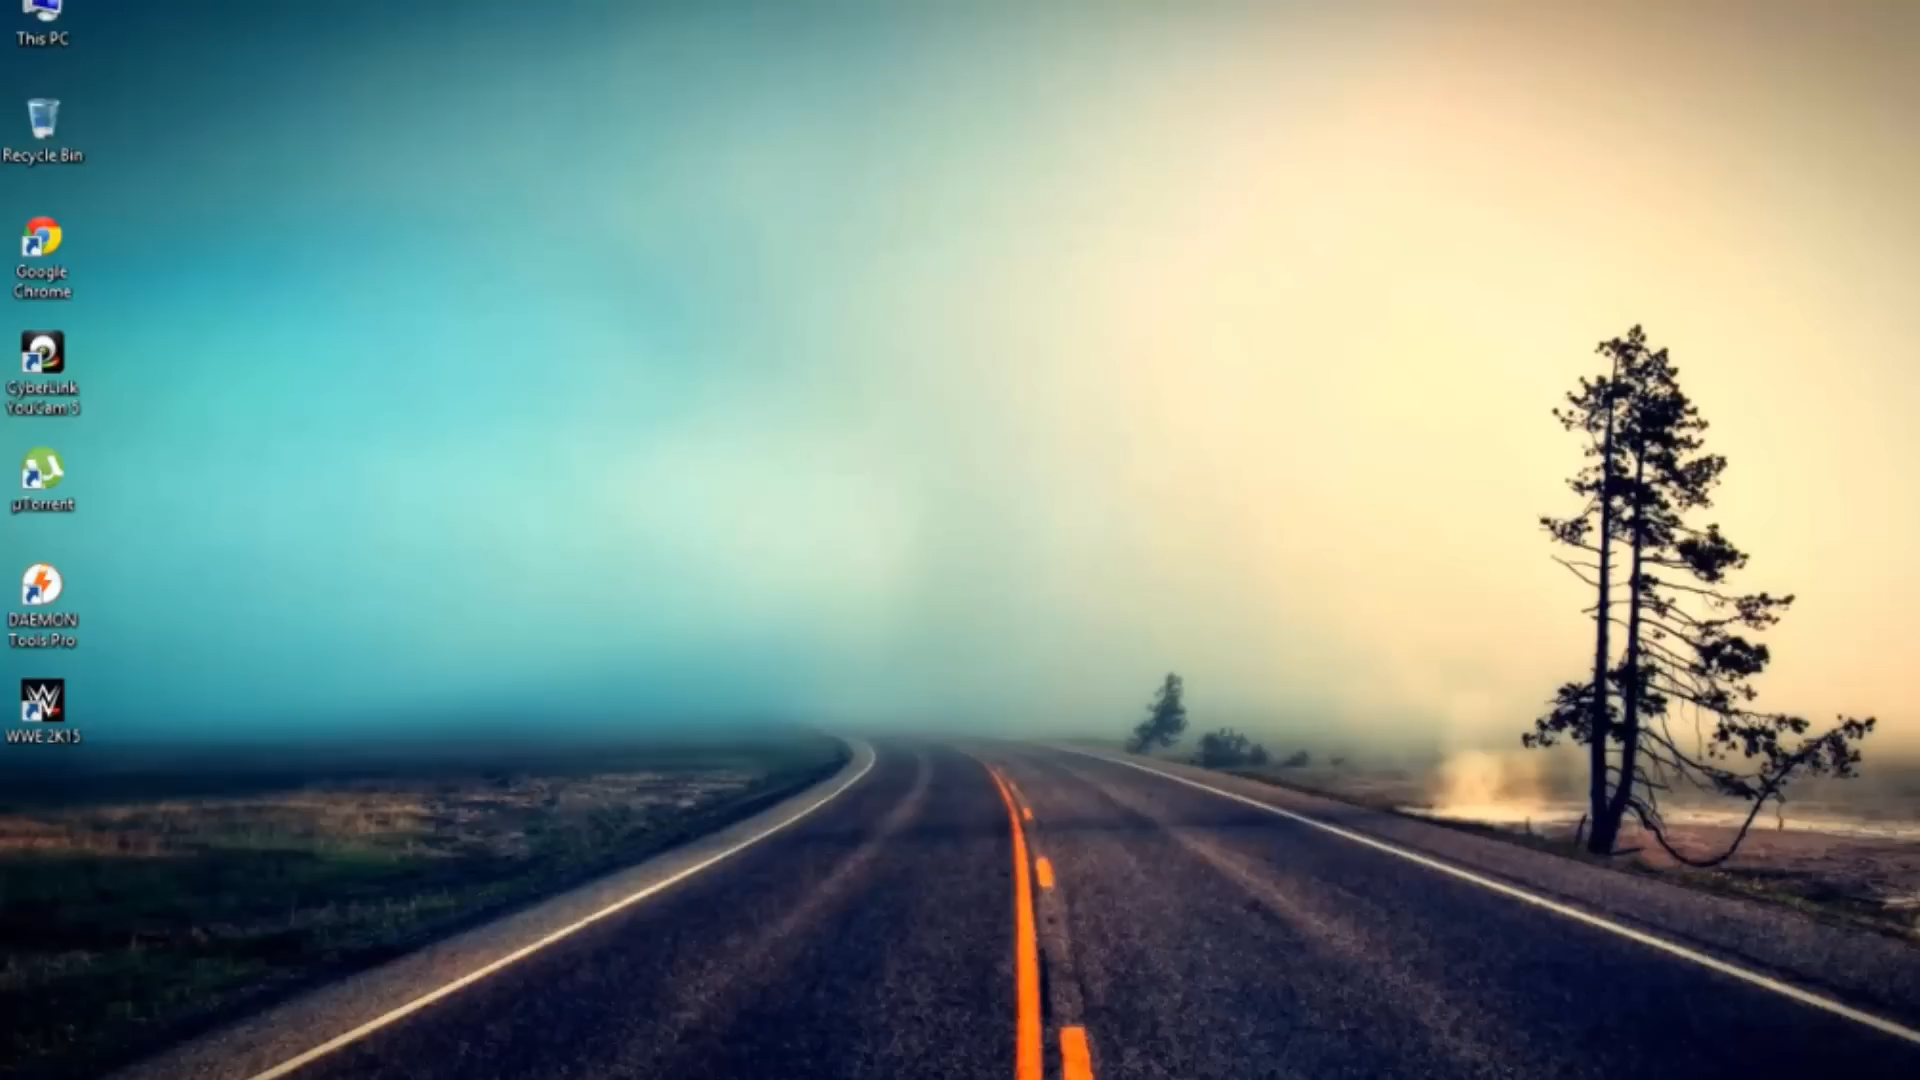 This PC
Recycle Bin
Google
Chrome
CyberLink
YouCam 5
µTorrent
DAEMON
Tools Pro
WWE 2K15